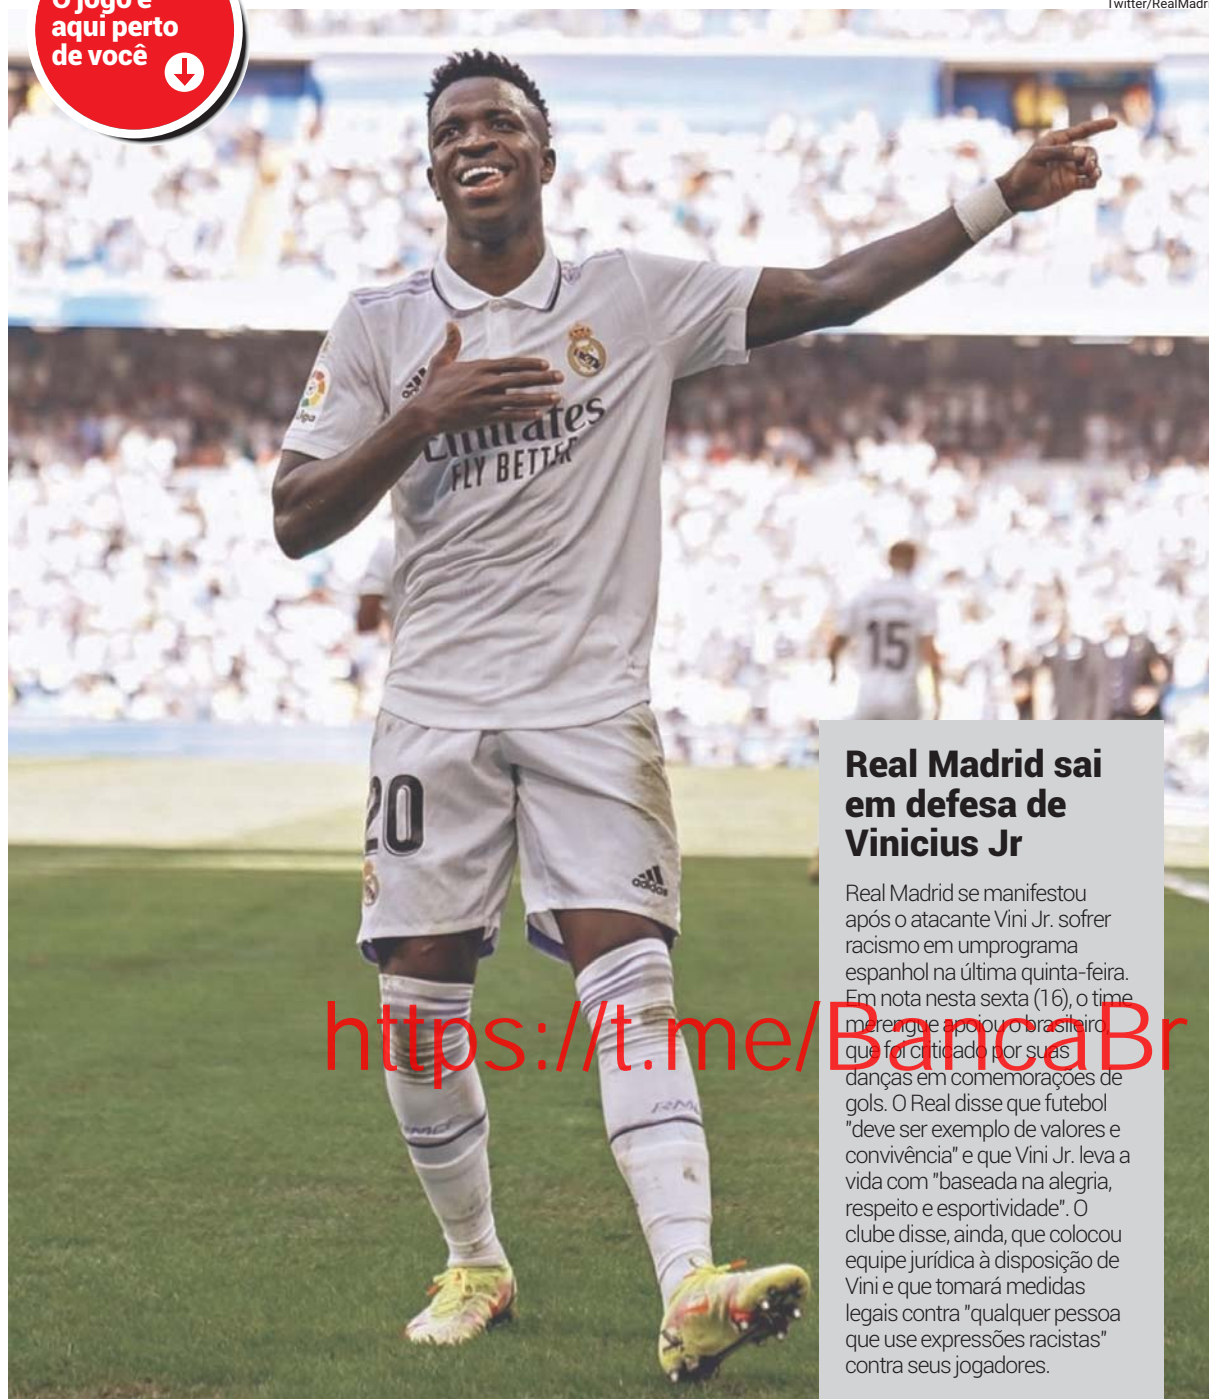 O jogo é
aqui perto
de você
Twitter/RealMadr
Emirates
FLY BETTER
15
20
adidas
RMCF
RMC
Real Madrid sai
em defesa de
Vinicius Jr
Real Madrid se manifestou
após o atacante Vini Jr. sofrer
racismo em umprograma
espanhol na última quinta-feira.
Em nota nesta sexta (16), o time
merengue apoiou o brasileiro,
que foi criticado por suas
danças em comemorações de
gols. O Real disse que futebol
"deve ser exemplo de valores e
convivência" e que Vini Jr. leva a
vida com "baseada na alegria,
respeito e esportividade". O
clube disse, ainda, que colocou
equipe jurídica à disposição de
Vini e que tomará medidas
legais contra "qualquer pessoa
que use expressões racistas"
contra seus jogadores.
https://t.me/BancaBr